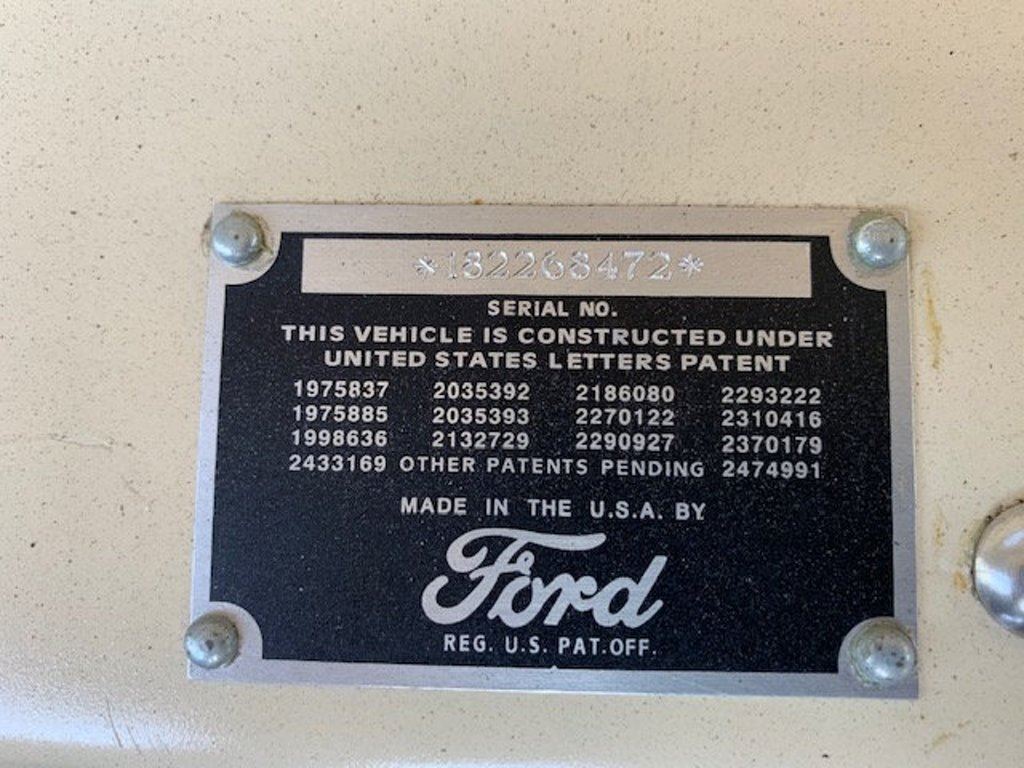 *182268472*
SERIAL NO.
THIS VEHICLE IS CONSTRUCTED UNDER
UNITED STATES LETTERS PATENT
1975837 2035392 2186080 2293222
1975885 2035393 2270122 2310416
1998636 2132729 2290927 2370179
2433169 OTHER PATENTS PENDING 2474991
MADE IN THE U.S.A. BY
Ford
REG. U.S. PAT. OFF.